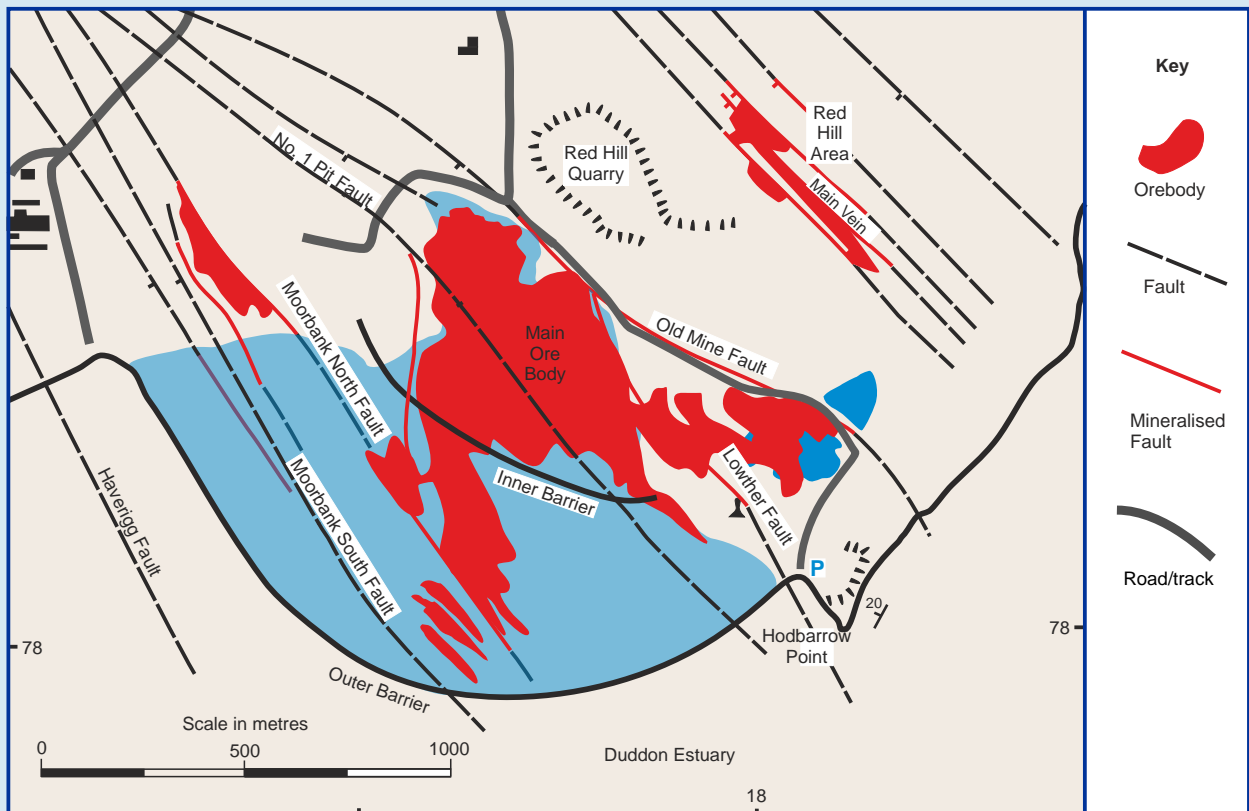 No. 1 Pit Fault
Red Hill
Quarry
Red
Hill
Area
Main Vein
Moorbank North Fault
Main
Ore
Body
Old Mine Fault
Haverigg Fault
Moorbank South Fault
Inner Barrier
Lowther Fault
P
20
Hodbarrow
Point
78
78
Outer Barrier
Scale in metres
0 500 1000
Duddon Estuary
18
Key
Orebody
Fault
Mineralised
Fault
Road/track